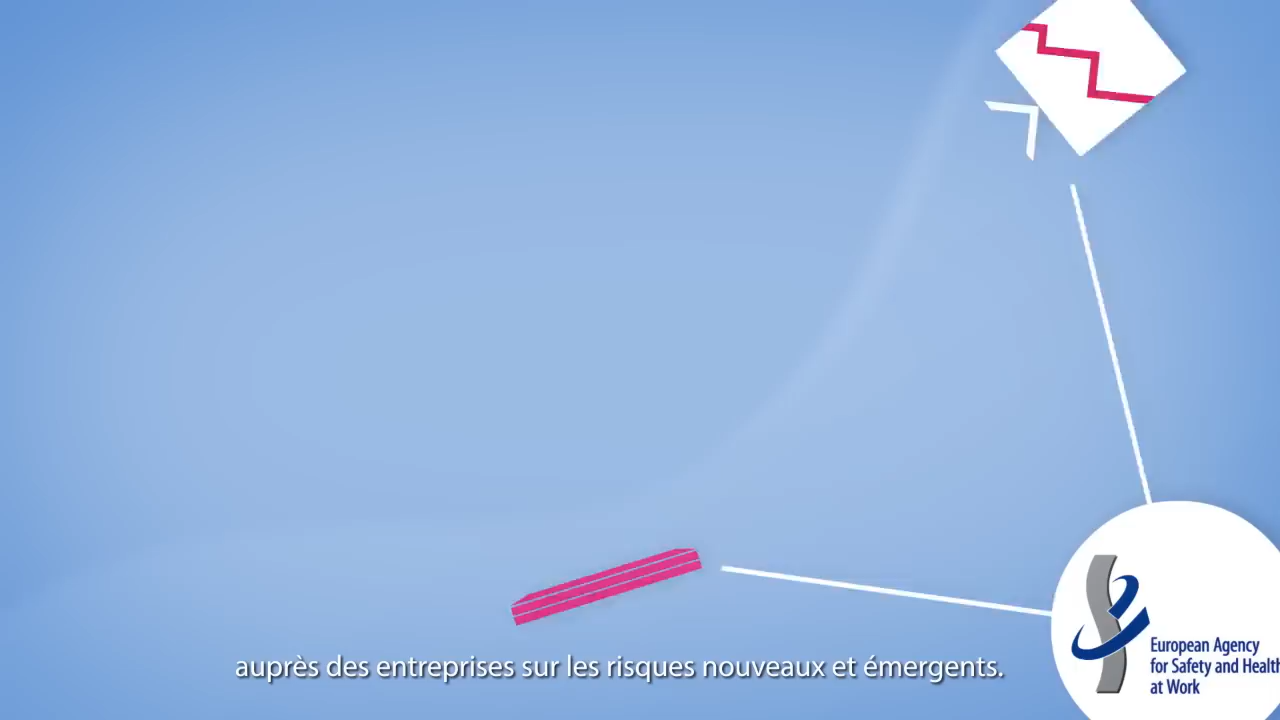 auprès des entreprises sur les risques nouveaux et émergents.
European Agency
for Safety and Health
at Work